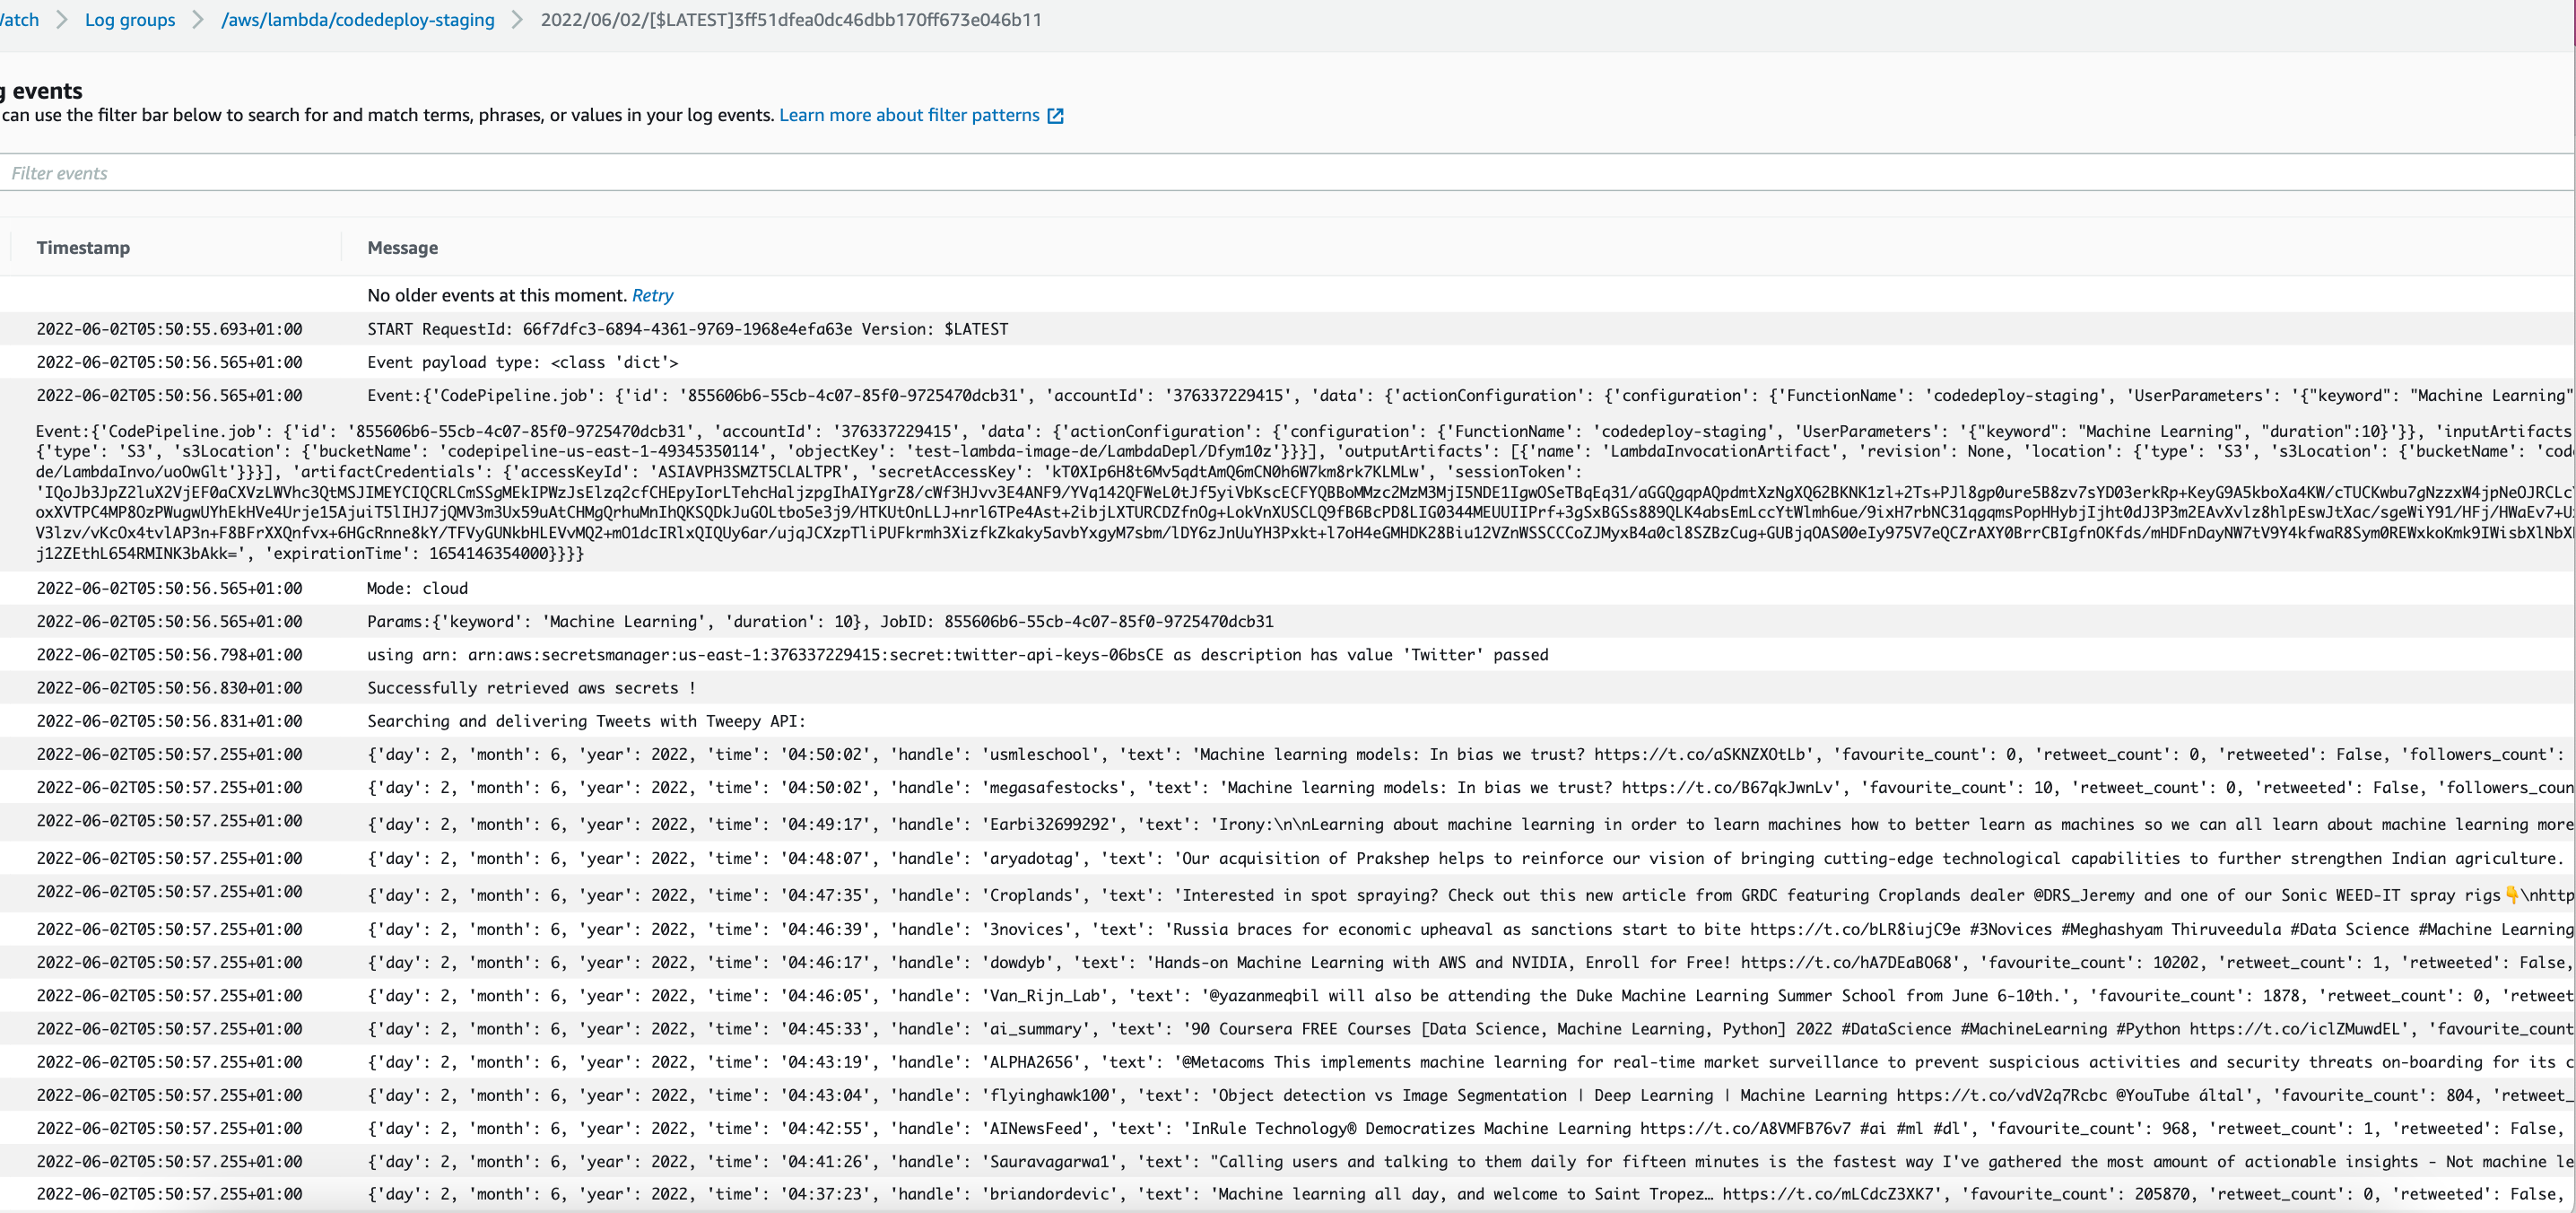 Log groups
/aws/lambda/codedeploy-staging
2022/06/02/[$LATEST]3ff51dfea0dc46dbb170ff673e046b11
events
can use the filter bar below to search for and match terms, phrases, or values in your log events. Learn more about filter patterns
Filter events
Timestamp Message
No older events at this moment. Retry
2022-06-02T05:50:55.693+01:00 START RequestId: 66f7dfc3-6894-4361-9769-1968e4efa63e Version: $LATEST
2022-06-02T05:50:56.565+01:00 Event payload type: <class 'dict'>
2022-06-02T05:50:56.565+01:00 Event:{'CodePipeline.job': {'id': '855606b6-55cb-4c07-85f0-9725470dcb31', 'accountId': '376337229415', 'data': {'actionConfiguration': {'configuration': {'FunctionName': 'codedeploy-staging', 'UserParameters': '{"keyword": "Machine Learning"
Event:{'CodePipeline.job': {'id': '855606b6-55cb-4c07-85f0-9725470dcb31', 'accountId': '376337229415', 'data': {'actionConfiguration': {'configuration': {'FunctionName': 'codedeploy-staging', 'UserParameters': '{"keyword": "Machine Learning", "duration":10}'}}, 'inputArtifacts
{'type': 'S3', 's3Location': {'bucketName': 'codepipeline-us-east-1-49345350114', 'objectKey': 'test-lambda-image-de/LambdaDepl/Dfym10z'}}}], 'outputArtifacts': [{'name': 'LambdaInvocationArtifact', 'revision': None, 'location': {'type': 'S3', 's3Location': {'bucketName': 'cod
de/LambdaInvo/uoOwGlt'}}}], 'artifactCredentials': {'accessKeyId': 'ASIAVPH3SMZT5CLALTPR', 'secretAccessKey': 'kT0XIp6H8t6Mv5qdtAmQ6mCN0h6W7km8rk7KLMLw', 'sessionToken':
j12ZEthL654RMINK3bAkk=', 'expirationTime': 1654146354000}}}}
2022-06-02T05:50:56.565+01:00 Mode: cloud
2022-06-02T05:50:56.565+01:00 Params:{'keyword': 'Machine Learning', 'duration': 10}, JobID: 855606b6-55cb-4c07-85f0-9725470dcb31
2022-06-02T05:50:56.798+01:00 using arn: arn:aws:secretsmanager:us-east-1:376337229415:secret:twitter-api-keys-06bsCE as description has value 'Twitter' passed
2022-06-02T05:50:56.830+01:00 Successfully retrieved aws secrets !
2022-06-02T05:50:56.831+01:00 Searching and delivering Tweets with Tweepy API:
2022-06-02T05:50:57.255+01:00 {'day': 2, 'month': 6, 'year': 2022, 'time': '04:50:02', 'handle': 'usmleschool', 'text': 'Machine learning models: In bias we trust? https://t.co/aSKNZXOtLb', 'favourite_count': 0, 'retweet_count': 0, 'retweeted': False, 'followers_count':
2022-06-02T05:50:57.255+01:00 {'day': 2, 'month': 6, 'year': 2022, 'time': '04:50:02', 'handle': 'megasafestocks', 'text': 'Machine learning models: In bias we trust? https://t.co/B67qkJwnLv', 'favourite_count': 10, 'retweet_count': 0, 'retweeted': False, 'followers_coun
2022-06-02T05:50:57.255+01:00 {'day': 2, 'month': 6, 'year': 2022, 'time': '04:49:17', 'handle': 'Earbi32699292', 'text': 'Irony:\n\nLearning about machine learning in order to learn machines how to better learn as machines so we can all learn about machine learning more
2022-06-02T05:50:57.255+01:00 {'day': 2, 'month': 6, 'year': 2022, 'time': '04:48:07', 'handle': 'aryadotag', 'text': 'Our acquisition of Prakshep helps to reinforce our vision of bringing cutting-edge technological capabilities to further strengthen Indian agriculture.
2022-06-02T05:50:57.255+01:00 {'day': 2, 'month': 6, 'year': 2022, 'time': '04:47:35', 'handle': 'Croplands', 'text': 'Interested in spot spraying? Check out this new article from GRDC featuring Croplands dealer @DRS_Jeremy and one of our Sonic WEED-IT spray rigs👇\nhttp
2022-06-02T05:50:57.255+01:00 {'day': 2, 'month': 6, 'year': 2022, 'time': '04:46:39', 'handle': '3novices', 'text': 'Russia braces for economic upheaval as sanctions start to bite https://t.co/bLR8iujC9e #3Novices #Meghashyam Thiruveedula #Data Science #Machine Learning
2022-06-02T05:50:57.255+01:00 {'day': 2, 'month': 6, 'year': 2022, 'time': '04:46:17', 'handle': 'dowdyb', 'text': 'Hands-on Machine Learning with AWS and NVIDIA, Enroll for Free! https://t.co/hA7DEaBO68', 'favourite_count': 10202, 'retweet_count': 1, 'retweeted': False,
2022-06-02T05:50:57.255+01:00 {'day': 2, 'month': 6, 'year': 2022, 'time': '04:46:05', 'handle': 'Van_Rijn_Lab', 'text': '@yazanmeqbil will also be attending the Duke Machine Learning Summer School from June 6-10th.', 'favourite_count': 1878, 'retweet_count': 0, 'retweet
2022-06-02T05:50:57.255+01:00 {'day': 2, 'month': 6, 'year': 2022, 'time': '04:45:33', 'handle': 'ai_summary', 'text': '90 Coursera FREE Courses [Data Science, Machine Learning, Python] 2022 #DataScience #MachineLearning #Python https://t.co/iclZMuwdEL', 'favourite_count
2022-06-02T05:50:57.255+01:00 {'day': 2, 'month': 6, 'year': 2022, 'time': '04:43:19', 'handle': 'ALPHA2656', 'text': '@Metacoms This implements machine learning for real-time market surveillance to prevent suspicious activities and security threats on-boarding for its c
2022-06-02T05:50:57.255+01:00 {'day': 2, 'month': 6, 'year': 2022, 'time': '04:43:04', 'handle': 'flyinghawk100', 'text': 'Object detection vs Image Segmentation | Deep Learning | Machine Learning https://t.co/vdV2q7Rcbc @YouTube által', 'favourite_count': 804, 'retweet_
2022-06-02T05:50:57.255+01:00 {'day': 2, 'month': 6, 'year': 2022, 'time': '04:42:55', 'handle': 'AINewsFeed', 'text': 'InRule Technology® Democratizes Machine Learning https://t.co/A8VMFB76v7 #ai #ml #dl', 'favourite_count': 968, 'retweet_count': 1, 'retweeted': False,
2022-06-02T05:50:57.255+01:00 {'day': 2, 'month': 6, 'year': 2022, 'time': '04:41:26', 'handle': 'Sauravagarwa1', 'text': "Calling users and talking to them daily for fifteen minutes is the fastest way I've gathered the most amount of actionable insights - Not machine le
2022-06-02T05:50:57.255+01:00 {'day': 2, 'month': 6, 'year': 2022, 'time': '04:37:23', 'handle': 'briandordevic', 'text': 'Machine learning all day, and welcome to Saint Tropez… https://t.co/mLCdcZ3XK7', 'favourite_count': 205870, 'retweet_count': 0, 'retweeted': False,